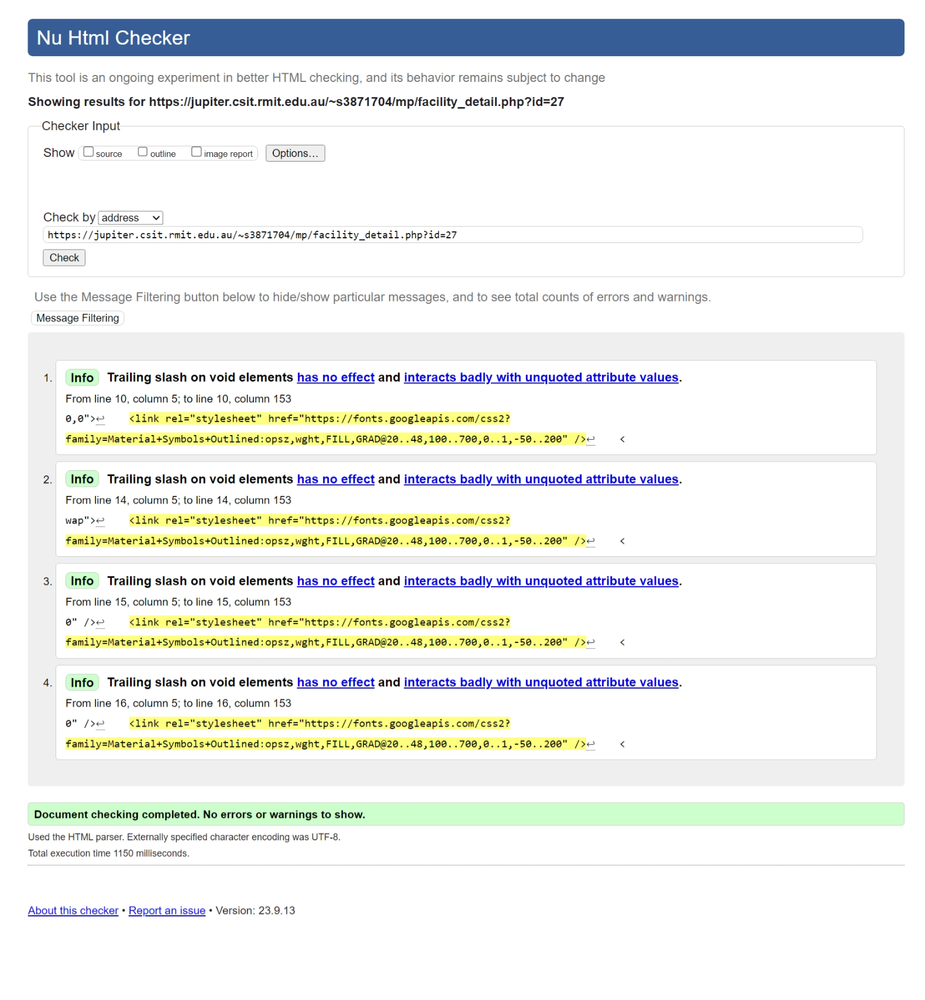 Nu Html Checker
This tool is an ongoing experiment in better HTML checking, and its behavior remains subject to change
Showing results for https://jupiter.csit.rmit.edu.au/~s3871704/mp/facility_detail.php?id=27
Checker Input
Show source outline image report Options...
Check by address
https://jupiter.csit.rmit.edu.au/~s3871704/mp/facility_detail.php?id=27
Check
Use the Message Filtering button below to hide/show particular messages, and to see total counts of errors and warnings.
Message Filtering
1. Info Trailing slash on void elements has no effect and interacts badly with unquoted attribute values.
From line 10, column 5; to line 10, column 153
0,0">↩ <link rel="stylesheet" href="https://fonts.googleapis.com/css2?
family=Material+Symbols+Outlined:opsz,wght,FILL,GRAD@20..48,100..700,0..1,-50..200" />↩ <
2. Info Trailing slash on void elements has no effect and interacts badly with unquoted attribute values.
From line 14, column 5; to line 14, column 153
wap">↩ <link rel="stylesheet" href="https://fonts.googleapis.com/css2?
family=Material+Symbols+Outlined:opsz,wght,FILL,GRAD@20..48,100..700,0..1,-50..200" />↩ <
3. Info Trailing slash on void elements has no effect and interacts badly with unquoted attribute values.
From line 15, column 5; to line 15, column 153
0" />↩ <link rel="stylesheet" href="https://fonts.googleapis.com/css2?
family=Material+Symbols+Outlined:opsz,wght,FILL,GRAD@20..48,100..700,0..1,-50..200" />↩ <
4. Info Trailing slash on void elements has no effect and interacts badly with unquoted attribute values.
From line 16, column 5; to line 16, column 153
0" />↩ <link rel="stylesheet" href="https://fonts.googleapis.com/css2?
family=Material+Symbols+Outlined:opsz,wght,FILL,GRAD@20..48,100..700,0..1,-50..200" />↩ <
Document checking completed. No errors or warnings to show.
Used the HTML parser. Externally specified character encoding was UTF-8.
Total execution time 1150 milliseconds.
About this checker • Report an issue • Version: 23.9.13